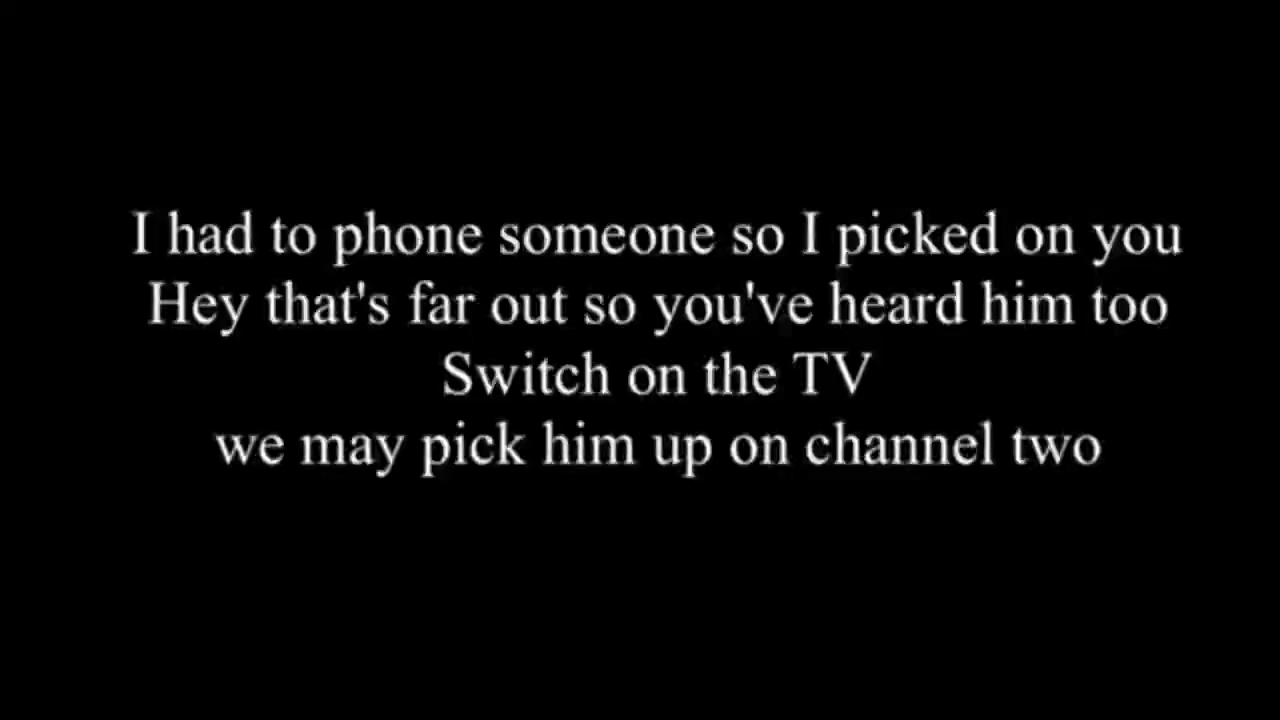 I had to phone someone so I picked on you
Hey that's far out so you've heard him too
Switch on the TV
we may pick him up on channel two